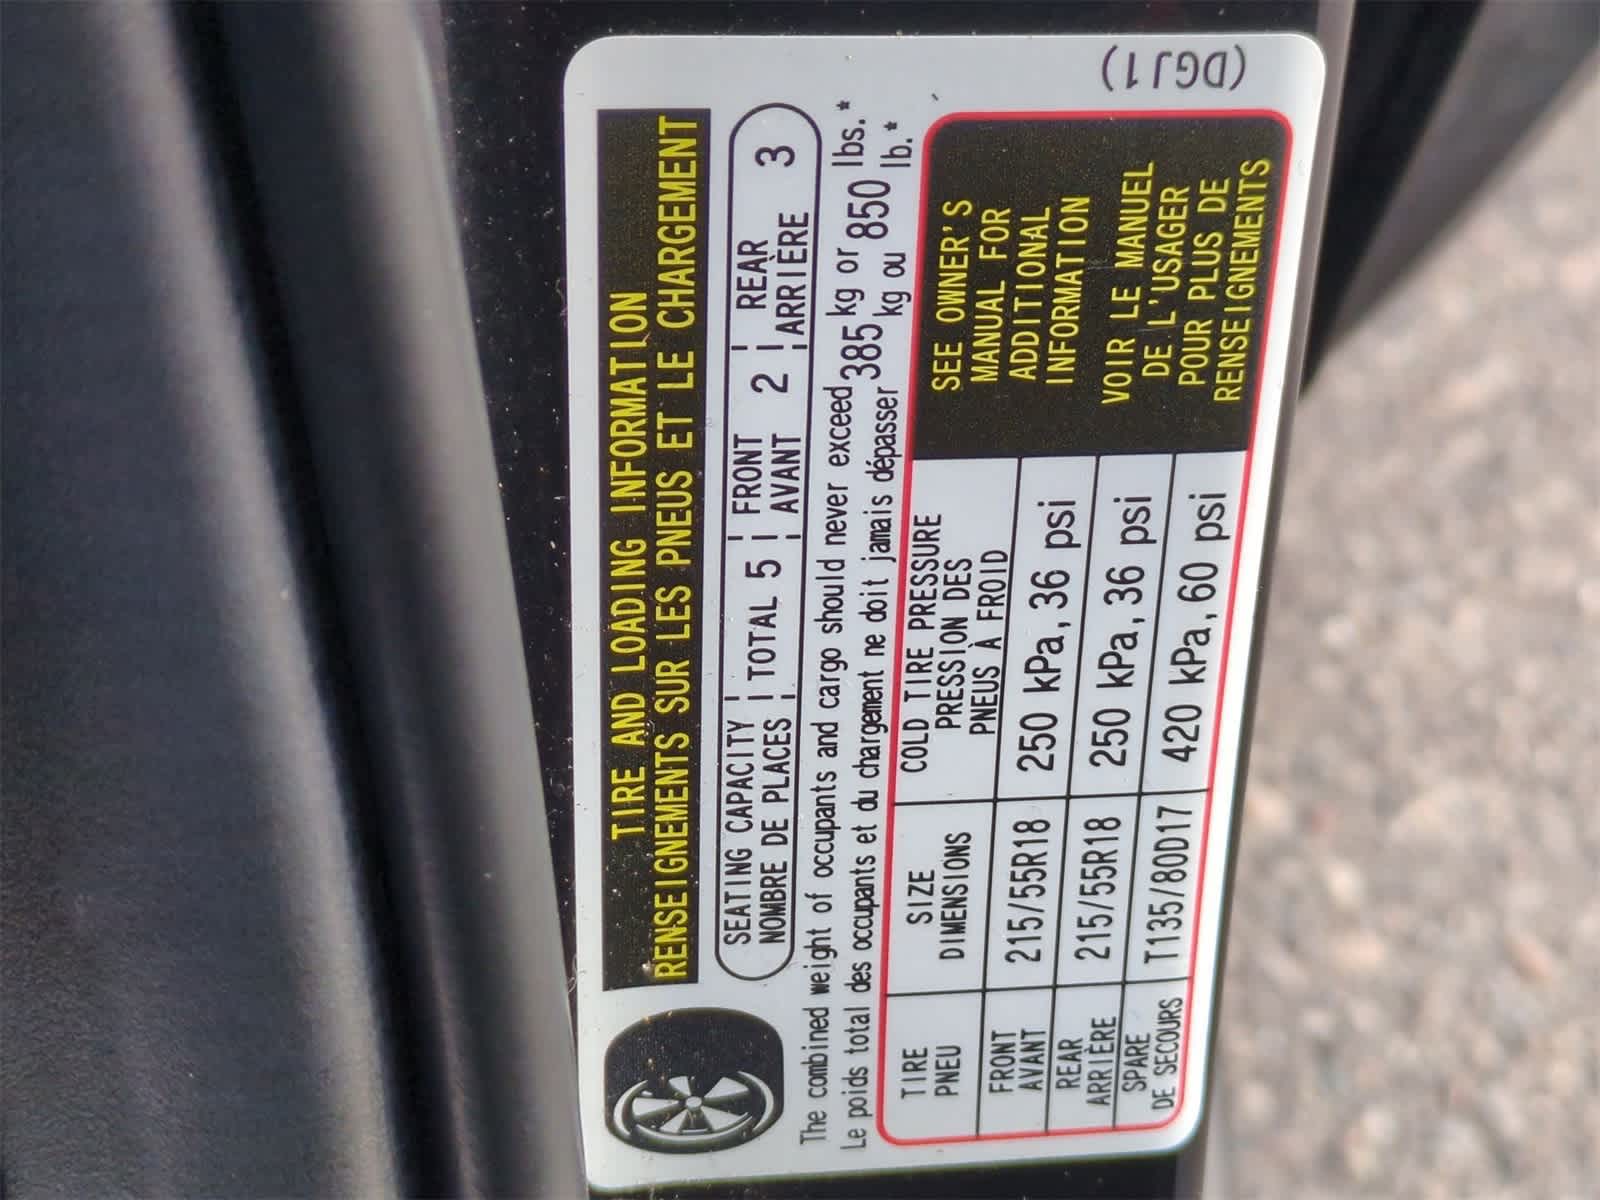 TIRE AND LOADING INFORMATION
RENSEIGNEMENTS SUR LES PNEUS ET LE CHARGEMENT
SEATING CAPACITY TOTAL 5 FRONT 2 REAR 3
NOMBRE DE PLACES AVANT ARRIÈRE
The combined weight of occupants and cargo should never exceed 385 kg or 850 lbs.*
Le poids total des occupants et du chargement ne doit jamais dépasser kg ou lb.*
TIRE
PNEU
SIZE
DIMENSIONS
COLD TIRE PRESSURE
PRESSION DES
PNEUS À FROID
FRONT
AVANT
215/55R18
250 kPa, 36 psi
REAR
ARRIÈRE
215/55R18
250 kPa, 36 psi
SPARE
DE SECOURS
T135/80D17
420 kPa, 60 psi
SEE OWNER'S
MANUAL FOR
ADDITIONAL
INFORMATION
VOIR LE MANUEL
DE L'USAGER
POUR PLUS DE
RENSEIGNEMENTS
(DGJ1)